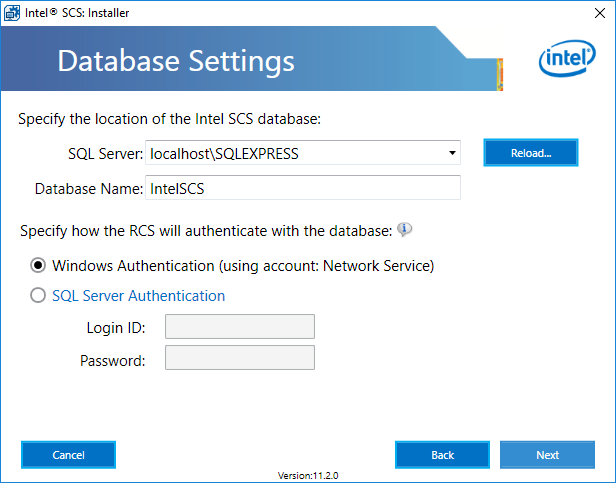 Intel® SCS: Installer
Database Settings
intel
Specify the location of the Intel SCS database:
SQL Server: localhost\SQLEXPRESS Reload...
Database Name: IntelSCS
Specify how the RCS will authenticate with the database:
Windows Authentication (using account: Network Service)
SQL Server Authentication
Login ID:
Password:
Cancel Back Next
Version:11.2.0